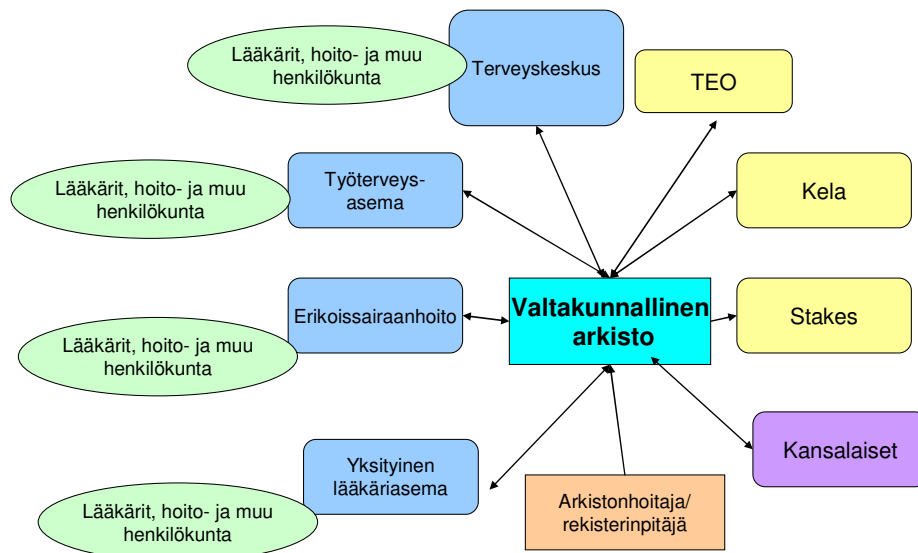 Lääkärit, hoito- ja muu
henkilökunta
Terveyskeskus
TEO
Lääkärit, hoito- ja muu
henkilökunta
Työterveys-
asema
Kela
Lääkärit, hoito- ja muu
henkilökunta
Erikoissairaanhoito
Valtakunnallinen
arkisto
Stakes
Lääkärit, hoito- ja muu
henkilökunta
Yksityinen
lääkäriasema
Arkistonhoitaja/
rekisterinpitäjä
Kansalaiset